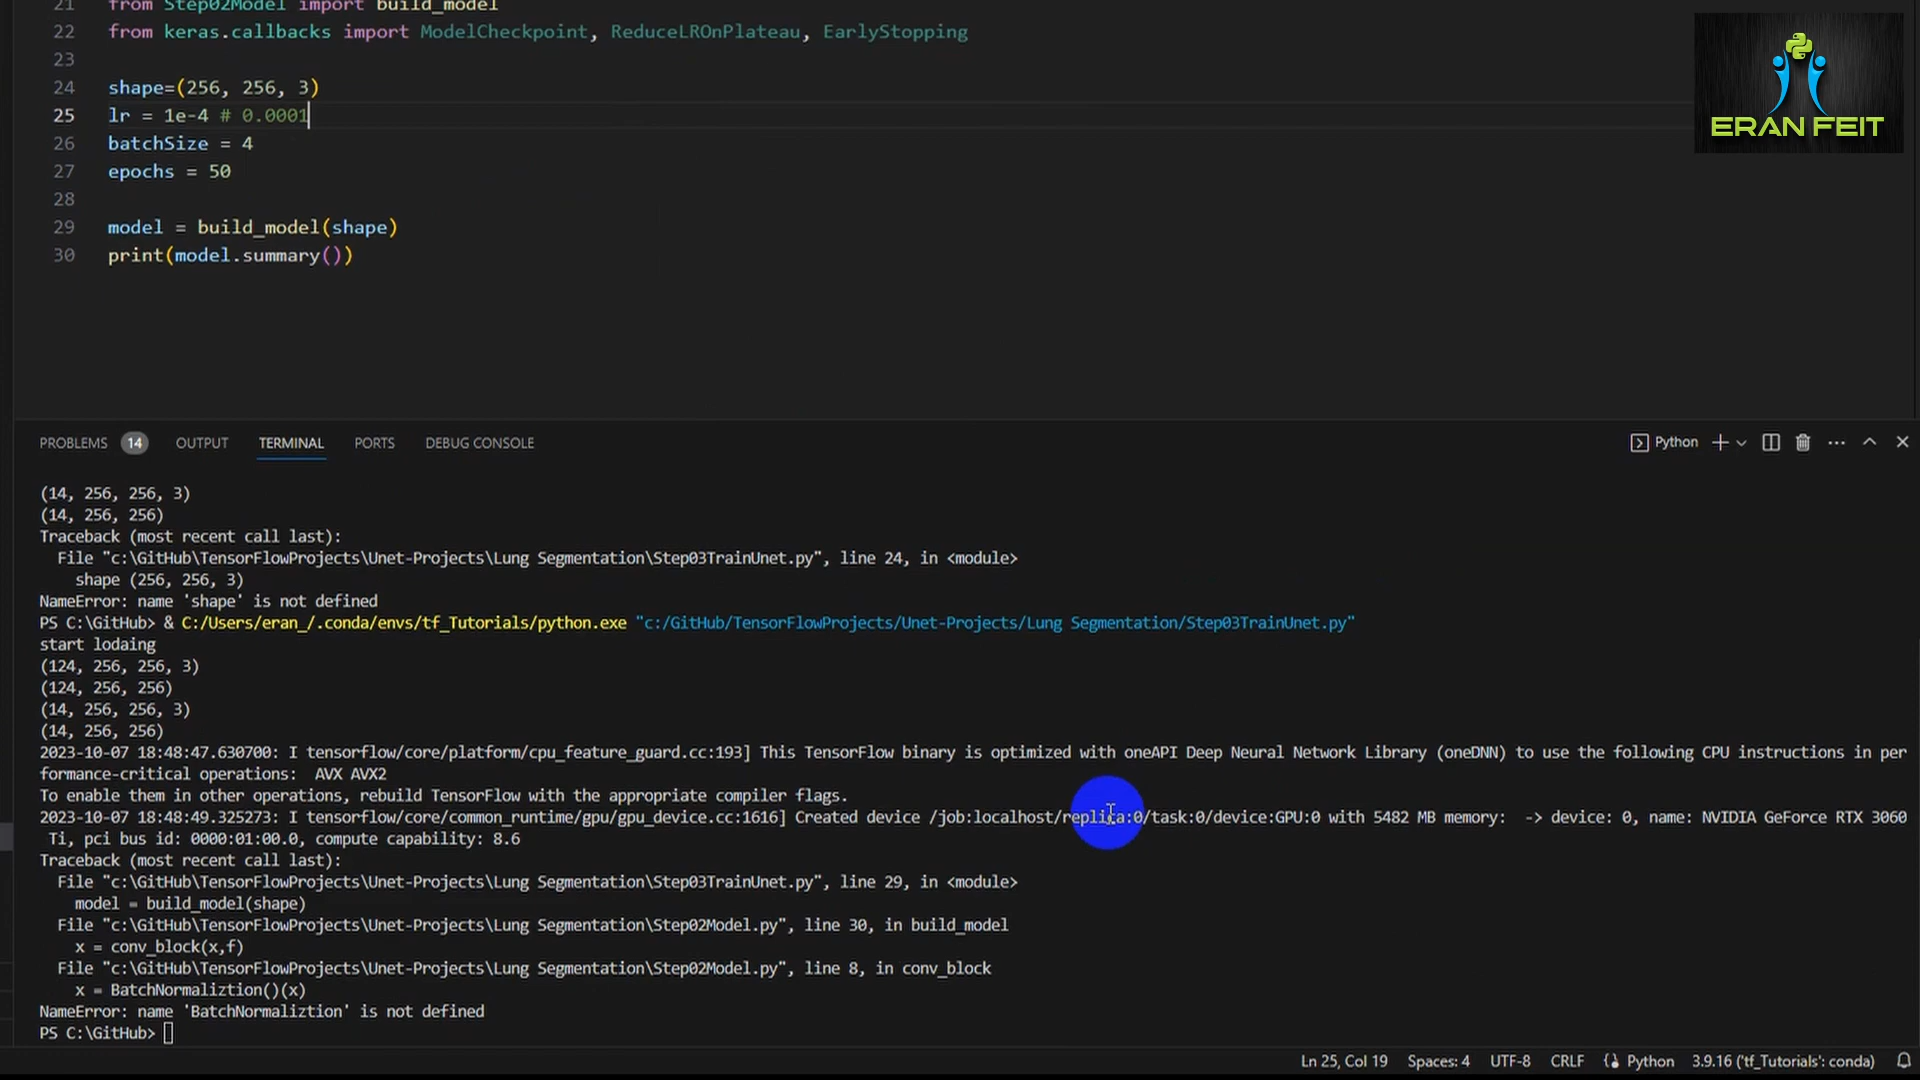 21 from Step02Model import build_model
22 from keras.callbacks import ModelCheckpoint, ReduceLROnPlateau, EarlyStopping
23
24 shape=(256, 256, 3)
25 lr = 1e-4 # 0.0001
26 batchSize = 4
27 epochs = 50
28
29 model = build_model(shape)
30 print(model.summary())
ERAN FEIT
PROBLEMS 14 OUTPUT TERMINAL PORTS DEBUG CONSOLE Python
(14, 256, 256, 3)
(14, 256, 256)
Traceback (most recent call last):
File "c:\GitHub\TensorFlowProjects\Unet-Projects\Lung Segmentation\Step03TrainUnet.py", line 24, in <module>
shape (256, 256, 3)
NameError: name 'shape' is not defined
PS C:\GitHub> & C:/Users/eran_/.conda/envs/tf_Tutorials/python.exe "c:/GitHub/TensorFlowProjects/Unet-Projects/Lung Segmentation/Step03TrainUnet.py"
start lodaing
(124, 256, 256, 3)
(124, 256, 256)
(14, 256, 256, 3)
(14, 256, 256)
2023-10-07 18:48:47.630700: I tensorflow/core/platform/cpu_feature_guard.cc:193] This TensorFlow binary is optimized with oneAPI Deep Neural Network Library (oneDNN) to use the following CPU instructions in per
formance-critical operations:  AVX AVX2
To enable them in other operations, rebuild TensorFlow with the appropriate compiler flags.
2023-10-07 18:48:49.325273: I tensorflow/core/common_runtime/gpu/gpu_device.cc:1616] Created device /job:localhost/replica:0/task:0/device:GPU:0 with 5482 MB memory:  -> device: 0, name: NVIDIA GeForce RTX 3060
Ti, pci bus id: 0000:01:00.0, compute capability: 8.6
Traceback (most recent call last):
File "c:\GitHub\TensorFlowProjects\Unet-Projects\Lung Segmentation\Step03TrainUnet.py", line 29, in <module>
model = build_model(shape)
File "c:\GitHub\TensorFlowProjects\Unet-Projects\Lung Segmentation\Step02Model.py", line 30, in build_model
x = conv_block(x,f)
File "c:\GitHub\TensorFlowProjects\Unet-Projects\Lung Segmentation\Step02Model.py", line 8, in conv_block
x = BatchNormaliztion()(x)
NameError: name 'BatchNormaliztion' is not defined
PS C:\GitHub>
Ln 25, Col 19 Spaces: 4 UTF-8 CRLF Python 3.9.16 ('tf_Tutorials': conda)